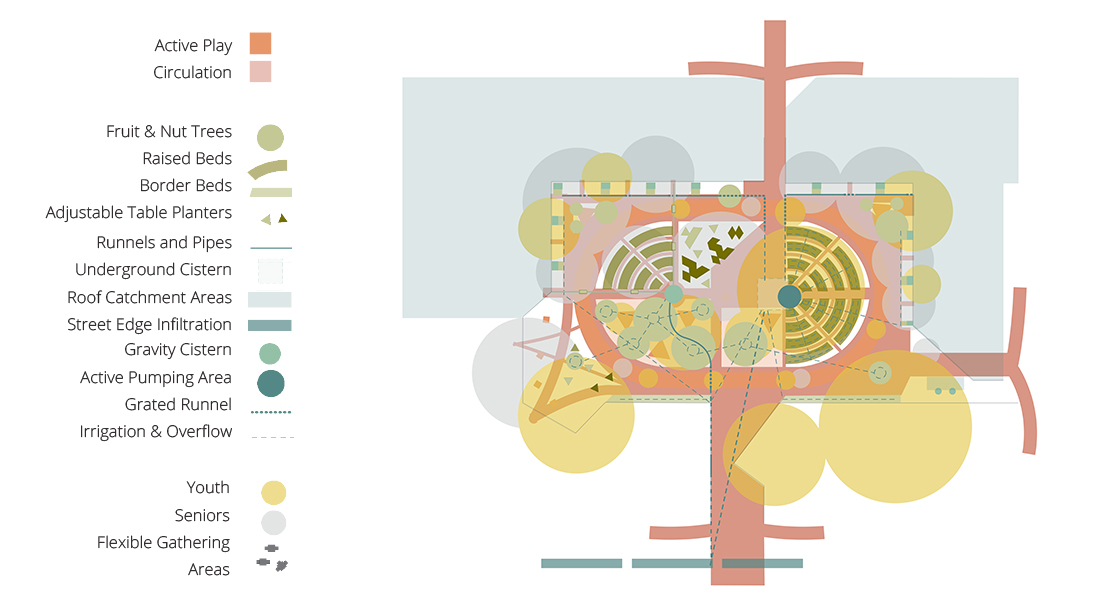 Active Play
Circulation
Fruit & Nut Trees
Raised Beds
Border Beds
Adjustable Table Planters
Runnels and Pipes
Underground Cistern
Roof Catchment Areas
Street Edge Infiltration
Gravity Cistern
Active Pumping Area
Grated Runnel
Irrigation & Overflow
Youth
Seniors
Flexible Gathering
Areas